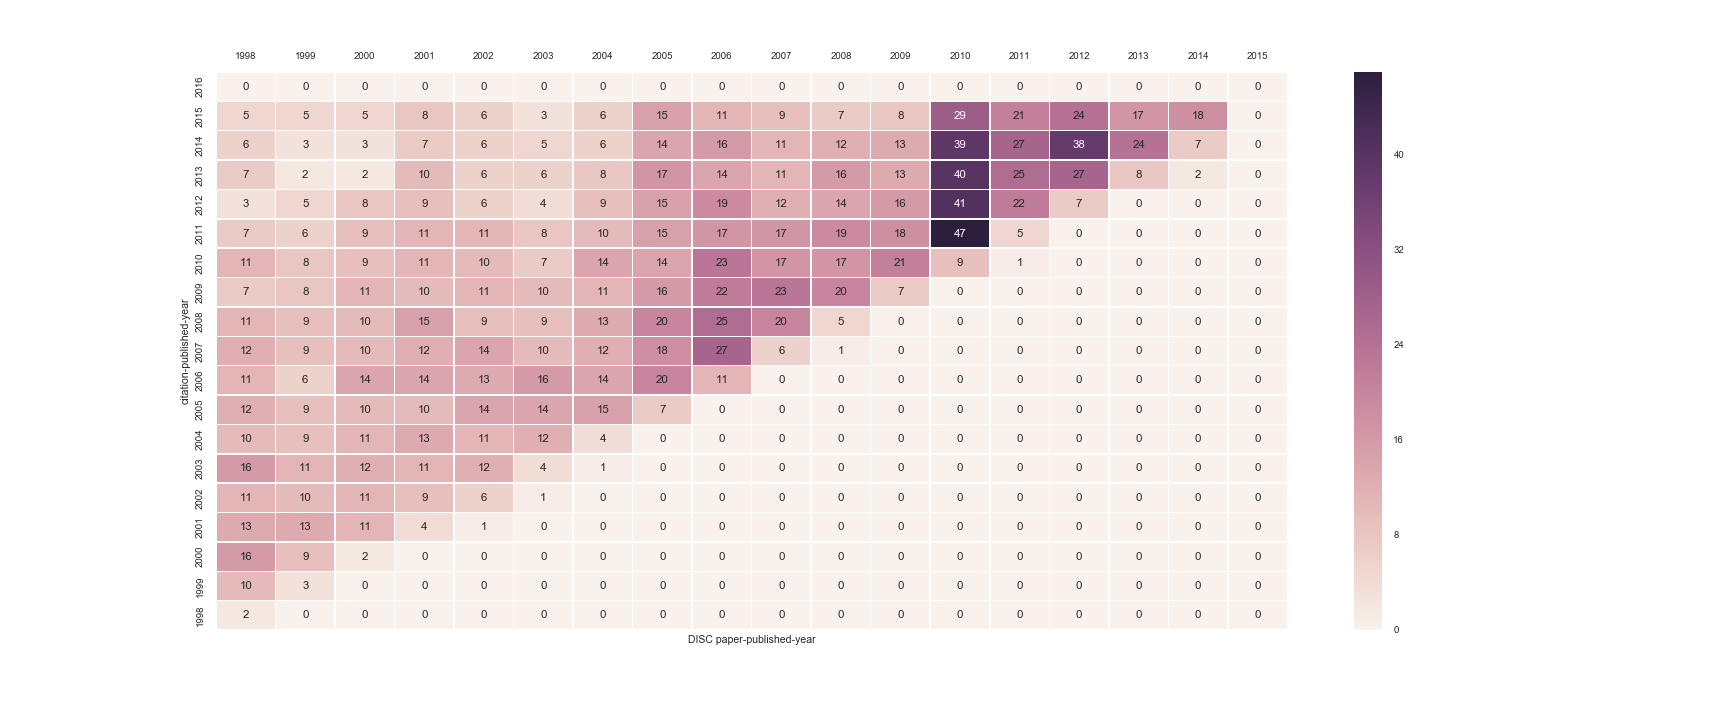 1998 1999 2000 2001 2002 2003 2004 2005 2006 2007 2008 2009 2010 2011 2012 2013 2014 2015
2016 0 0 0 0 0 0 0 0 0 0 0 0 0 0 0 0 0 0
2015 5 5 5 8 6 3 6 15 11 9 7 8 29 21 24 17 18 0
2014 6 3 3 7 6 5 6 14 16 11 12 13 39 27 38 24 7 0
2013 7 2 2 10 6 6 8 17 14 11 16 13 40 25 27 8 2 0
2012 3 5 8 9 6 4 9 15 19 12 14 16 41 22 7 0 0 0
2011 7 6 9 11 11 8 10 15 17 17 19 18 47 5 0 0 0 0
2010 11 8 9 11 10 7 14 14 23 17 17 21 9 1 0 0 0 0
2009 7 8 11 10 11 10 11 16 22 23 20 7 0 0 0 0 0 0
2008 11 9 10 15 9 9 13 20 25 20 5 0 0 0 0 0 0 0
2007 12 9 10 12 14 10 12 18 27 6 1 0 0 0 0 0 0 0
2006 11 6 14 14 13 16 14 20 11 0 0 0 0 0 0 0 0 0
2005 12 9 10 10 14 14 15 7 0 0 0 0 0 0 0 0 0 0
2004 10 9 11 13 11 12 4 0 0 0 0 0 0 0 0 0 0 0
2003 16 11 12 11 12 4 1 0 0 0 0 0 0 0 0 0 0 0
2002 11 10 11 9 6 1 0 0 0 0 0 0 0 0 0 0 0 0
2001 13 13 11 4 1 0 0 0 0 0 0 0 0 0 0 0 0 0
2000 16 9 2 0 0 0 0 0 0 0 0 0 0 0 0 0 0 0
1999 10 3 0 0 0 0 0 0 0 0 0 0 0 0 0 0 0 0
1998 2 0 0 0 0 0 0 0 0 0 0 0 0 0 0 0 0 0
citation-published-year
DISC paper-published-year
40
32
24
16
8
0